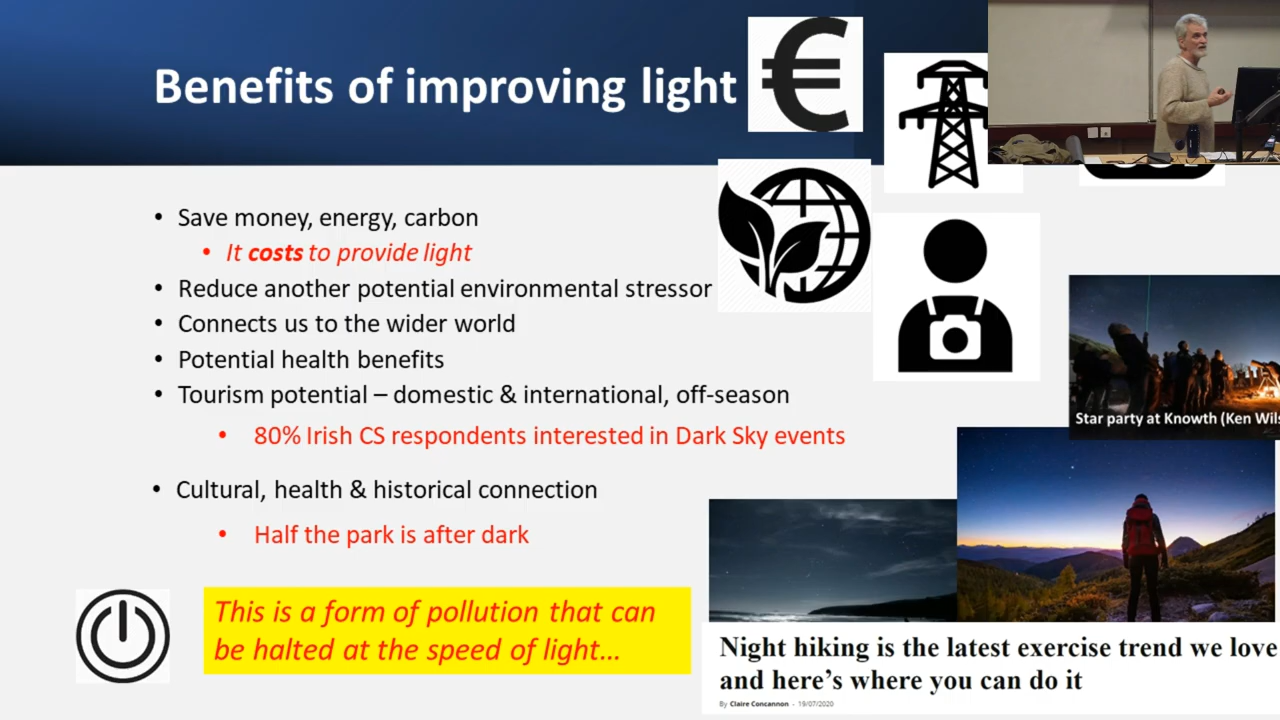 Benefits of improving light
€
• Save money, energy, carbon
• It costs to provide light
• Reduce another potential environmental stressor
• Connects us to the wider world
• Potential health benefits
• Tourism potential – domestic & international, off-season
• 80% Irish CS respondents interested in Dark Sky events
• Cultural, health & historical connection
• Half the park is after dark
This is a form of pollution that can
be halted at the speed of light...
Star party at Knowth (Ken
Night hiking is the latest exercise trend we love
and here's where you can do it
By Claire Concannon - 19/07/2020